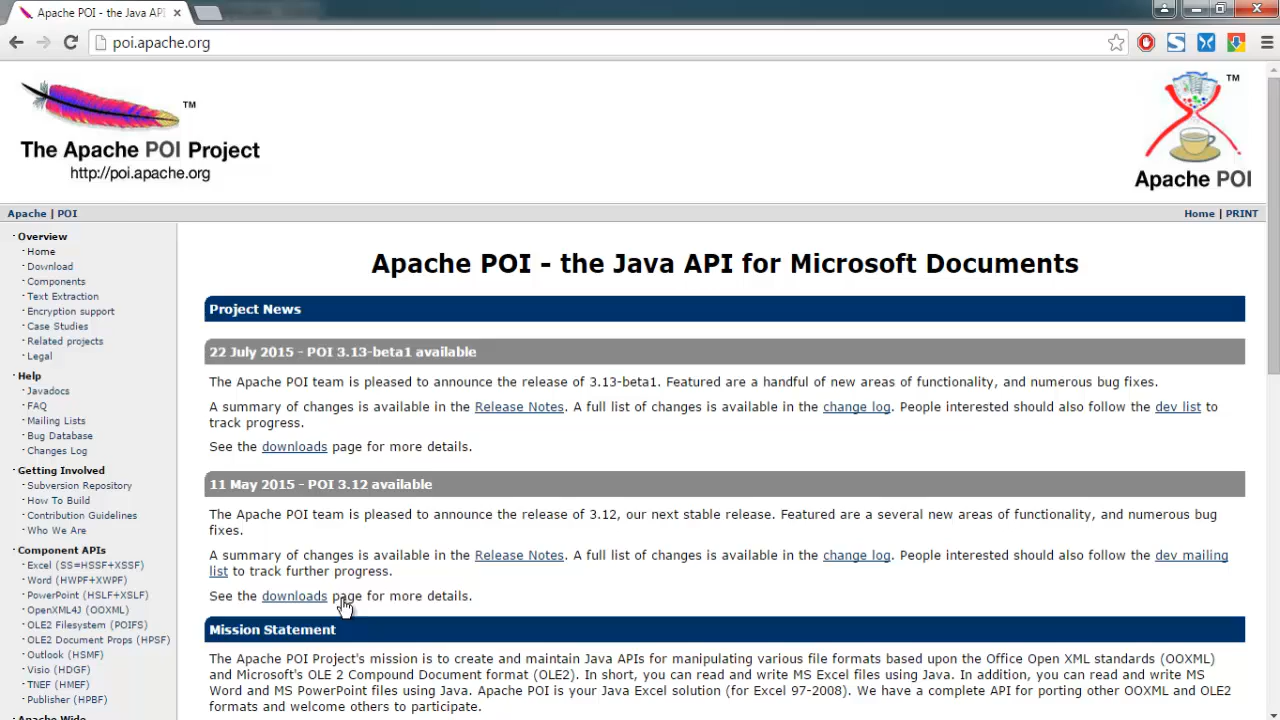 Apache POI - the Java API
poi.apache.org
TM
The Apache POI Project
http://poi.apache.org
TM
Apache POI
Apache | POI
Home | PRINT
Overview
Home
Download
Components
Text Extraction
Encryption support
Case Studies
Related projects
Legal
Help
Javadocs
FAQ
Mailing Lists
Bug Database
Changes Log
Getting Involved
Subversion Repository
How To Build
Contribution Guidelines
Who We Are
Component APIs
Excel (SS=HSSF+XSSF)
Word (HWPF+XWPF)
PowerPoint (HSLF+XSLF)
OpenXML4J (OOXML)
OLE2 Filesystem (POIFS)
OLE2 Document Props (HPSF)
Outlook (HSMF)
Visio (HDGF)
TNEF (HMEF)
Publisher (HPBF)
Apache Wide
Apache POI - the Java API for Microsoft Documents
Project News
22 July 2015 - POI 3.13-beta1 available
The Apache POI team is pleased to announce the release of 3.13-beta1. Featured are a handful of new areas of functionality, and numerous bug fixes.
A summary of changes is available in the Release Notes. A full list of changes is available in the change log. People interested should also follow the dev list to
track progress.
See the downloads page for more details.
11 May 2015 - POI 3.12 available
The Apache POI team is pleased to announce the release of 3.12, our next stable release. Featured are a several new areas of functionality, and numerous bug
fixes.
A summary of changes is available in the Release Notes. A full list of changes is available in the change log. People interested should also follow the dev mailing
list to track further progress.
See the downloads page for more details.
Mission Statement
The Apache POI Project's mission is to create and maintain Java APIs for manipulating various file formats based upon the Office Open XML standards (OOXML)
and Microsoft's OLE 2 Compound Document format (OLE2). In short, you can read and write MS Excel files using Java. In addition, you can read and write MS
Word and MS PowerPoint files using Java. Apache POI is your Java Excel solution (for Excel 97-2008). We have a complete API for porting other OOXML and OLE2
formats and welcome others to participate.